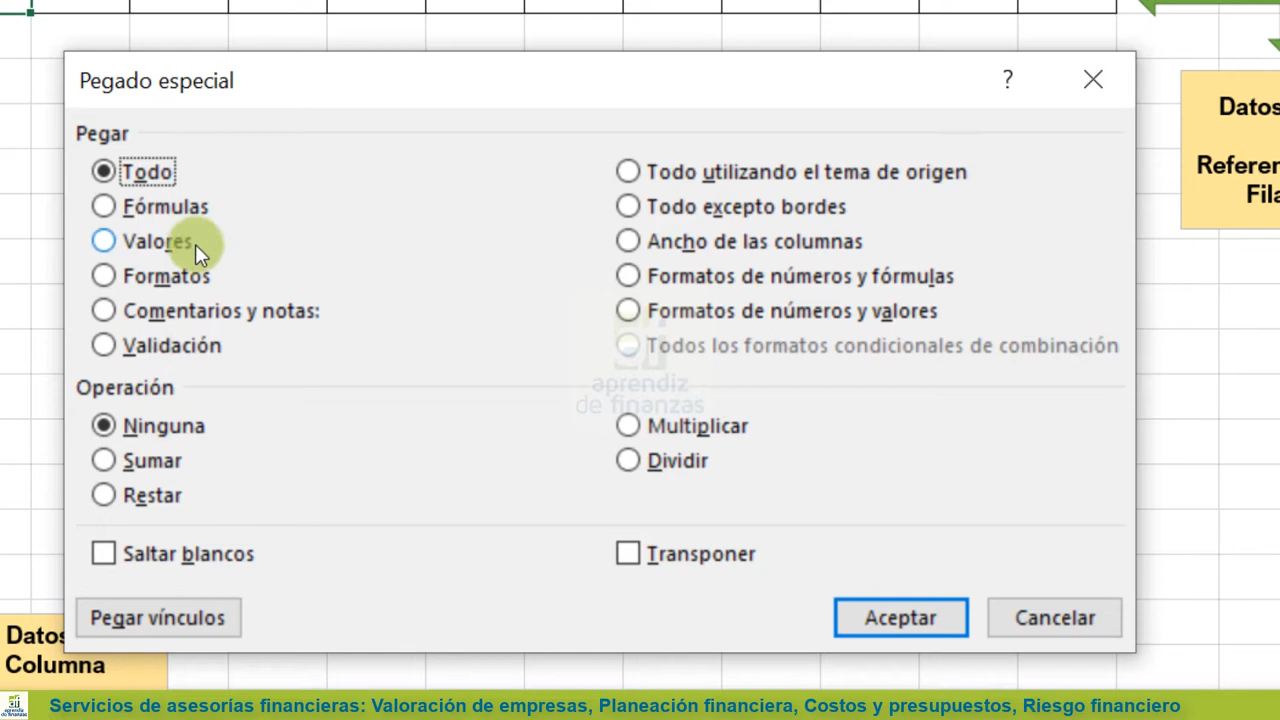 Pegado especial
?
Datos
Referen
Fila
Pegar
Todo
Fórmulas
Valores
Formatos
Comentarios y notas:
Validación
Todo utilizando el tema de origen
Todo excepto bordes
Ancho de las columnas
Formatos de números y fórmulas
Formatos de números y valores
Todos los formatos condicionales de combinación
aprendiz
de finanzas
Operación
Ninguna
Sumar
Restar
Multiplicar
Dividir
Saltar blancos
Transponer
Pegar vínculos
Aceptar
Cancelar
Datos
Columna
aprendiz
de finanzas
Servicios de asesorías financieras: Valoración de empresas, Planeación financiera, Costos y presupuestos, Riesgo financiero